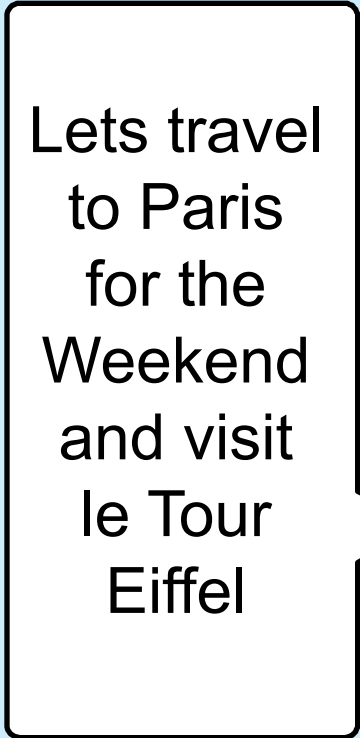 Lets travel
to Paris
for the
Weekend
and visit
le Tour
Eiffel